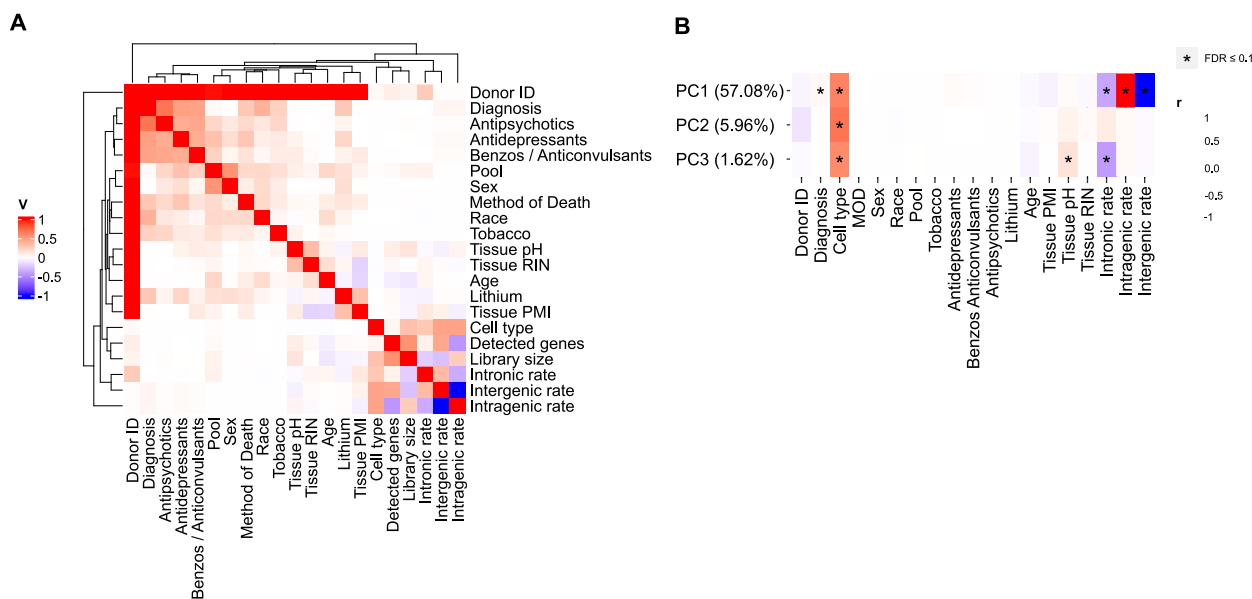 A
Donor ID
Diagnosis
Antipsychotics
Antidepressants
Benzos / Anticonvulsants
Pool
Sex
Method of Death
Race
Tobacco
Tissue pH
Tissue RIN
Age
Lithium
Tissue PMI
Cell type
Detected genes
Library size
Intronic rate
Intergenic rate
Intragenic rate
V
1
0.5
0
-0.5
-1
Donor ID
Diagnosis
Antipsychotics
Antidepressants
Benzos / Anticonvulsants
Pool
Sex
Method of Death
Race
Tobacco
Tissue pH
Tissue RIN
Age
Lithium
Tissue PMI
Cell type
Detected genes
Library size
Intronic rate
Intergenic rate
Intragenic rate
B
* FDR ≤ 0.1
PC1 (57.08%)
* * * * *
PC2 (5.96%)
*
PC3 (1.62%)
* * *
r
1
0.5
0.0
-0.5
-1
Donor ID
Diagnosis
Cell type
MOD
Sex
Race
Pool
Tobacco
Antidepressants
Benzos Anticonvulsants
Antipsychotics
Lithium
Age
Tissue PMI
Tissue pH
Tissue RIN
Intronic rate
Intragenic rate
Intergenic rate